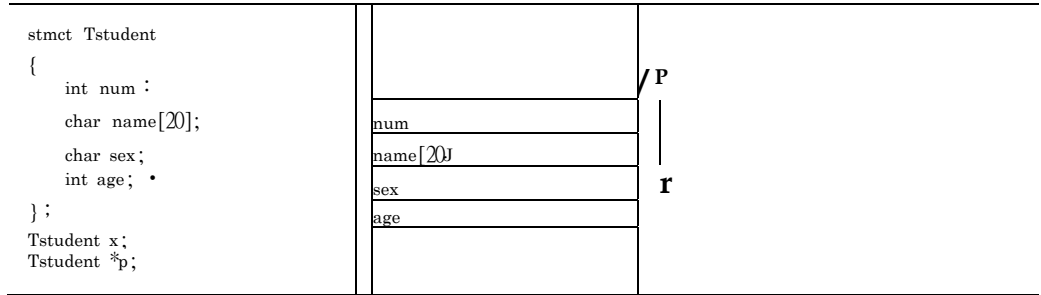 stmct Tstudent
{
int num：
char name[20];
char sex;
int age; •
};
Tstudent x;
Tstudent *p;
num
name[20J
sex
age
/P
r